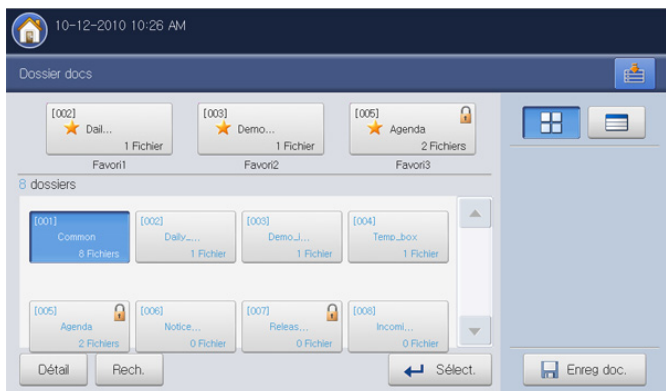 10-12-2010 10:26 AM
Dossier docs
[002]
Dail...
1 Fichier
Favori1
[003]
Demo...
1 Fichier
Favori2
[005]
Agenda
2 Fichiers
Favori3
8 dossiers
[001]
Common
8 Fichiers
[002]
Daily_...
1 Fichier
[003]
Demo_i...
1 Fichier
[004]
Temp_box
1 Fichier
[005]
Agenda
2 Fichiers
[006]
Notice...
0 Fichier
[007]
Releas...
0 Fichier
[008]
Incomi...
0 Fichier
Détail
Rech.
Sélect.
Enreg doc.